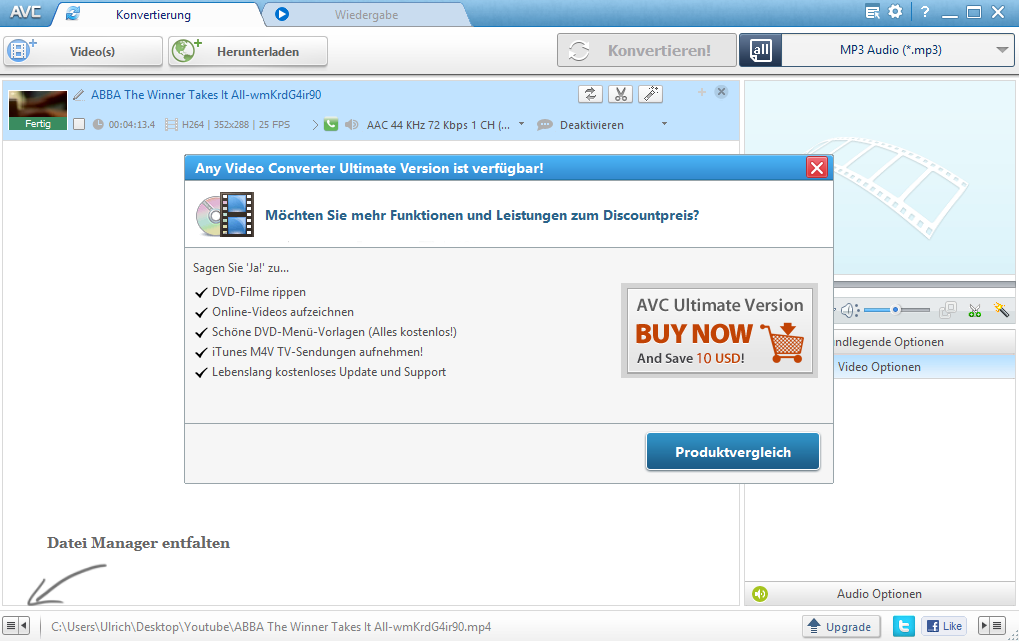 AVC
Konvertierung
Wiedergabe
Video(s)
Herunterladen
Konvertieren!
all
MP3 Audio (*.mp3)
ABBA The Winner Takes It All-wmKrdG4ir90
Fertig
00:04:13.4
H264 | 352x288 | 25 FPS
AAC 44 KHz 72 Kbps 1 CH (...
Deaktivieren
Any Video Converter Ultimate Version ist verfügbar!
Möchten Sie mehr Funktionen und Leistungen zum Discountpreis?
Sagen Sie 'Ja!' zu...
DVD-Filme rippen
Online-Videos aufzeichnen
Schöne DVD-Menü-Vorlagen (Alles kostenlos!)
iTunes M4V TV-Sendungen aufnehmen!
Lebenslang kostenloses Update und Support
AVC Ultimate Version
BUY NOW
And Save 10 USD!
Produktvergleich
ndlegende Optionen
Video Optionen
Audio Optionen
Datei Manager entfalten
C:\Users\Ulrich\Desktop\Youtube\ABBA The Winner Takes It All-wmKrdG4ir90.mp4
Upgrade
Like